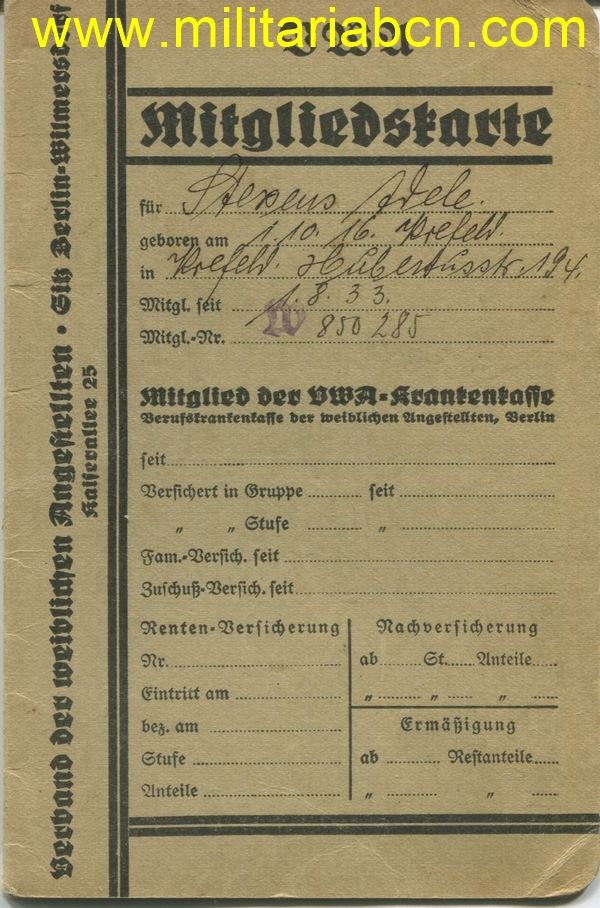 www.militariabcn.com
VWA
Mitgliedskarte
für Stexens Adele.
geboren am 1.10.16. Krefeld.
in Krefeld. Hubertusstr. 194.
Mitgl. seit 1.8.33.
Mitgl.-Nr. W 850285
Mitglied der VWA-Krankenkasse
Berufskrankenkasse der weiblichen Angestellten, Berlin
seit
Versichert in Gruppe seit
„ „ Stufe „
Fam.-Versich. seit
Zuschuß-Versich. seit
Renten-Versicherung
Nr.
Eintritt am
bez. am
Stufe
Anteile
Nachversicherung
ab St. Anteile
„ „ „
Ermäßigung
ab Restanteile
„ „
Verband der weiblichen Angestellten · Sitz Berlin-Wilmersdorf
Kaiserallee 25